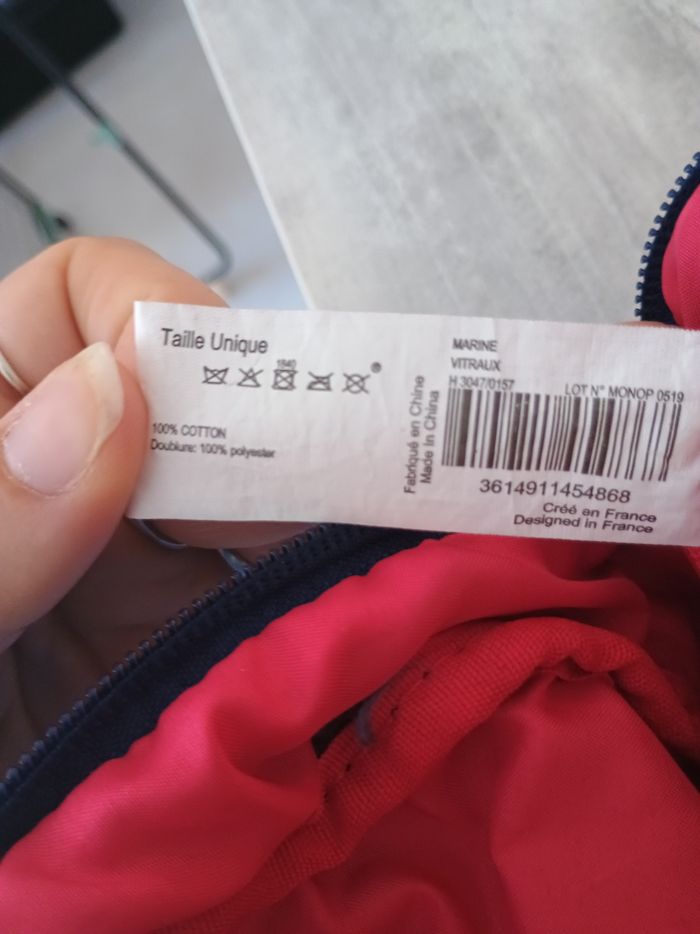 Taille Unique
1840
®
100% COTTON
Doublure: 100% polyester
Fabriqué en Chine
Made in China
MARINE
VITRAUX
H 3047/0157 LOT N° MONOP 0519
3614911454868
Créé en France
Designed in France